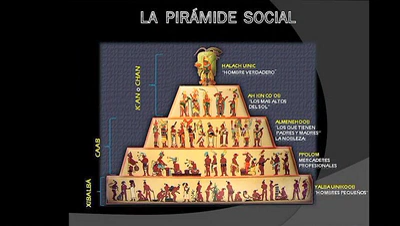 LA PIRÁMIDE SOCIAL
HALACH UINIC
"HOMBRE VERDADERO"
AH KIN CO OB
"LOS MAS ALTOS
DEL SOL"
ALMENEHOOB
"LOS QUE TIENEN
PADRES Y MADRES"
LA NOBLEZA:
PPOLOM
MERCADERES
PROFESIONALES
YALBA UINIKOOB
"HOMBRES PEQUEÑOS"
K'AN o CHAN
CAAB
XIBALBÁ